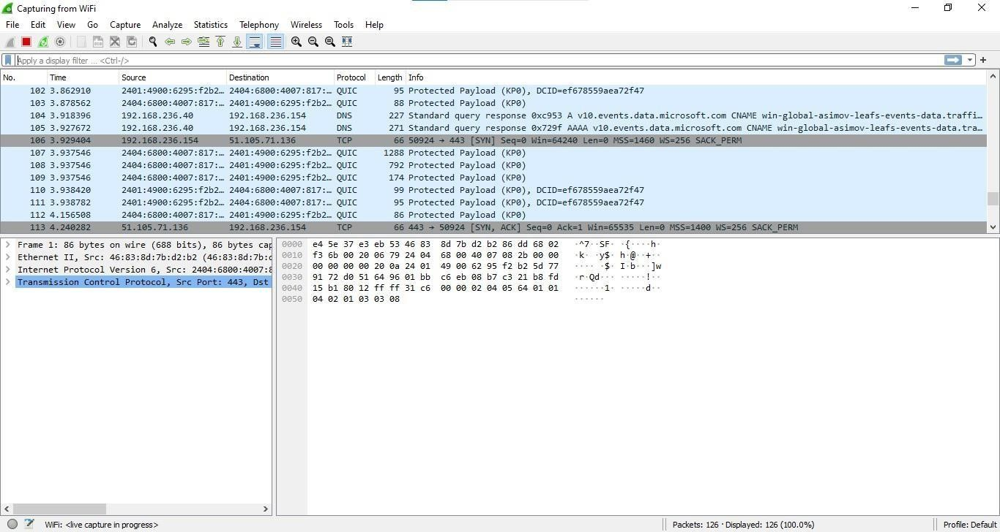 Capturing from WiFi
File Edit View Go Capture Analyze Statistics Telephony Wireless Tools Help
Apply a display filter ... <Ctrl-/>
No. Time Source Destination Protocol Length Info
102 3.862910 2401:4900:6295:f2b2… 2404:6800:4007:817:… QUIC 95 Protected Payload (KP0), DCID=ef678559aea72f47
103 3.878562 2404:6800:4007:817:… 2401:4900:6295:f2b2… QUIC 88 Protected Payload (KP0)
104 3.918396 192.168.236.40 192.168.236.154 DNS 227 Standard query response 0xc953 A v10.events.data.microsoft.com CNAME win-global-asimov-leafs-events-data.traffi…
105 3.927672 192.168.236.40 192.168.236.154 DNS 271 Standard query response 0x729f AAAA v10.events.data.microsoft.com CNAME win-global-asimov-leafs-events-data.tra…
106 3.929404 192.168.236.154 51.105.71.136 TCP 66 50924 → 443 [SYN] Seq=0 Win=64240 Len=0 MSS=1460 WS=256 SACK_PERM
107 3.937546 2404:6800:4007:817:… 2401:4900:6295:f2b2… QUIC 1288 Protected Payload (KP0)
108 3.937546 2404:6800:4007:817:… 2401:4900:6295:f2b2… QUIC 792 Protected Payload (KP0)
109 3.937546 2404:6800:4007:817:… 2401:4900:6295:f2b2… QUIC 174 Protected Payload (KP0)
110 3.938420 2401:4900:6295:f2b2… 2404:6800:4007:817:… QUIC 99 Protected Payload (KP0), DCID=ef678559aea72f47
111 3.938782 2401:4900:6295:f2b2… 2404:6800:4007:817:… QUIC 95 Protected Payload (KP0), DCID=ef678559aea72f47
112 4.156508 2404:6800:4007:817:… 2401:4900:6295:f2b2… QUIC 86 Protected Payload (KP0)
113 4.240282 51.105.71.136 192.168.236.154 TCP 66 443 → 50924 [SYN, ACK] Seq=0 Ack=1 Win=65535 Len=0 MSS=1400 WS=256 SACK_PERM
Frame 1: 86 bytes on wire (688 bits), 86 bytes cap
Ethernet II, Src: 46:83:8d:7b:d2:b2 (46:83:8d:7b:d
Internet Protocol Version 6, Src: 2404:6800:4007:8
Transmission Control Protocol, Src Port: 443, Dst
0000 e4 5e 37 e3 eb 53 46 83 8d 7b d2 b2 86 dd 68 02 ·^7··SF· ·{····h·
0010 f3 6b 00 20 06 79 24 04 68 00 40 07 08 2b 00 00 ·k· ·y$· h·@··+··
0020 00 00 00 00 20 0a 24 01 49 00 62 95 f2 b2 5d 77 ···· ·$· I·b···]w
0030 91 72 d0 51 64 96 01 bb c6 eb 08 b7 c3 21 b8 fd ·r·Qd··· ·····!··
0040 15 b1 80 12 ff ff 31 c6 00 00 02 04 05 64 01 01 ······1· ·····d··
0050 04 02 01 03 03 08 ······
WiFi: <live capture in progress> Packets: 126 · Displayed: 126 (100.0%) Profile: Default